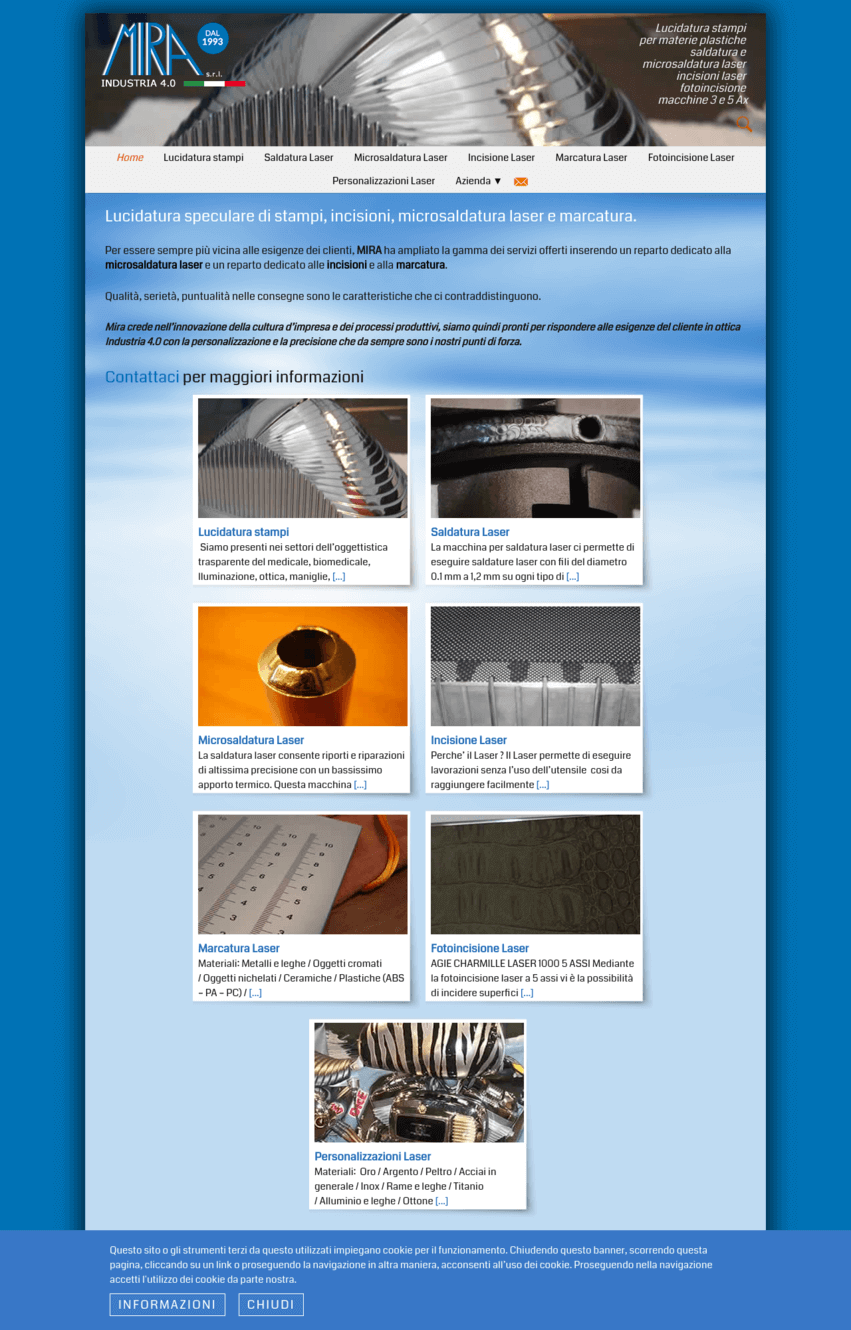 MIRA
DAL
1993
s.r.l.
INDUSTRIA 4.0
Lucidatura stampi
per materie plastiche
saldatura e
microsaldatura laser
incisioni laser
fotoincisione
macchine 3 e 5 Ax
Home Lucidatura stampi Saldatura Laser Microsaldatura Laser Incisione Laser Marcatura Laser Fotoincisione Laser
Personalizzazioni Laser Azienda ▼
Lucidatura speculare di stampi, incisioni, microsaldatura laser e marcatura.
Per essere sempre più vicina alle esigenze dei clienti, MIRA ha ampliato la gamma dei servizi offerti inserendo un reparto dedicato alla
microsaldatura laser e un reparto dedicato alle incisioni e alla marcatura.
Qualità, serietà, puntualità nelle consegne sono le caratteristiche che ci contraddistinguono.
Mira crede nell'innovazione della cultura d'impresa e dei processi produttivi, siamo quindi pronti per rispondere alle esigenze del cliente in ottica
Industria 4.0 con la personalizzazione e la precisione che da sempre sono i nostri punti di forza.
Contattaci per maggiori informazioni
Lucidatura stampi
Siamo presenti nei settori dell'oggettistica
trasparente del medicale, biomedicale,
Iluminazione, ottica, maniglie, [...]
Saldatura Laser
La macchina per saldatura laser ci permette di
eseguire saldature laser con fili del diametro
0.1 mm a 1,2 mm su ogni tipo di [...]
Microsaldatura Laser
La saldatura laser consente riporti e riparazioni
di altissima precisione con un bassissimo
apporto termico. Questa macchina [...]
Incisione Laser
Perche' il Laser ? Il Laser permette di eseguire
lavorazioni senza l'uso dell'utensile cosi da
raggiungere facilmente [...]
Marcatura Laser
Materiali: Metalli e leghe / Oggetti cromati
/ Oggetti nichelati / Ceramiche / Plastiche (ABS
– PA – PC) / [...]
Fotoincisione Laser
AGIE CHARMILLE LASER 1000 5 ASSI Mediante
la fotoincisione laser a 5 assi vi è la possibilità
di incidere superfici [...]
Personalizzazioni Laser
Materiali: Oro / Argento / Peltro / Acciai in
generale / Inox / Rame e leghe / Titanio
/ Alluminio e leghe / Ottone [...]
Questo sito o gli strumenti terzi da questo utilizzati impiegano cookie per il funzionamento. Chiudendo questo banner, scorrendo questa
pagina, cliccando su un link o proseguendo la navigazione in altra maniera, acconsenti all'uso dei cookie. Proseguendo nella navigazione
accetti l'utilizzo dei cookie da parte nostra.
INFORMAZIONI CHIUDI